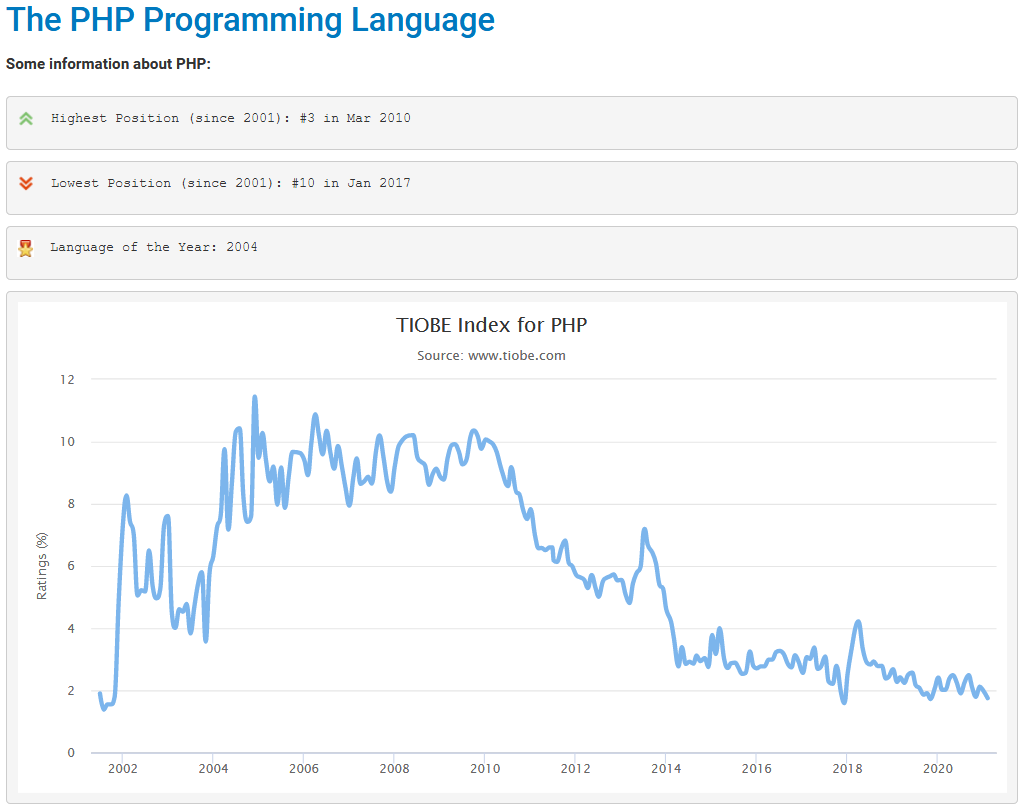 The PHP Programming Language
Some information about PHP:
Highest Position (since 2001): #3 in Mar 2010
Lowest Position (since 2001): #10 in Jan 2017
Language of the Year: 2004
TIOBE Index for PHP
Source: www.tiobe.com
Ratings (%)
12
10
8
6
4
2
0
2002 2004 2006 2008 2010 2012 2014 2016 2018 2020